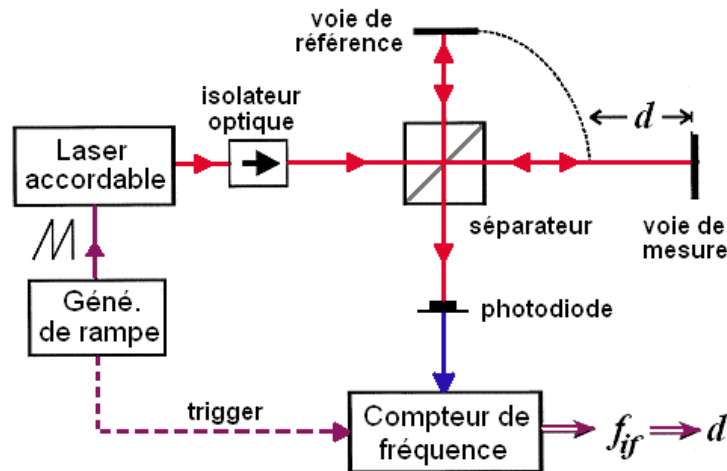 voie de
référence
isolateur
optique
d
Laser
accordable
séparateur
voie de
mesure
Géné.
de rampe
photodiode
trigger
Compteur de
fréquence
f_if
d